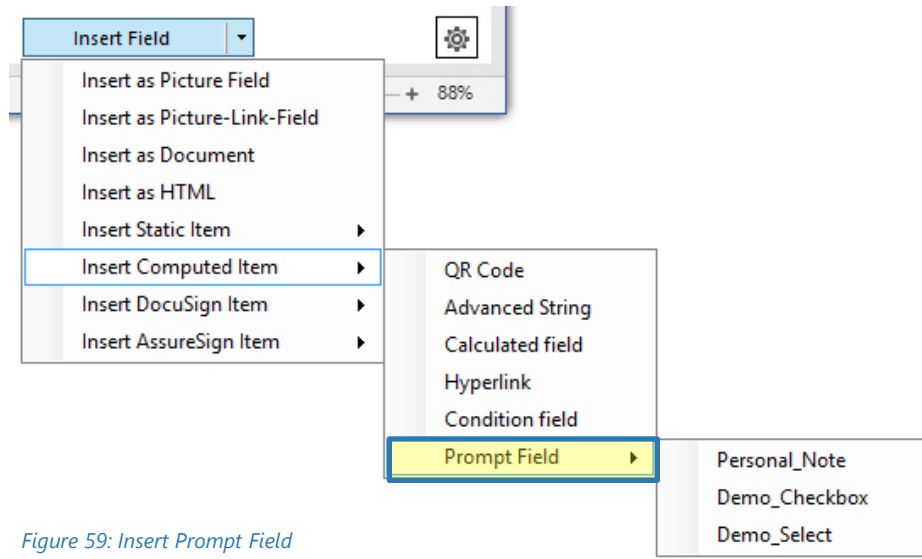 Insert Field
88%
Insert as Picture Field
Insert as Picture-Link-Field
Insert as Document
Insert as HTML
Insert Static Item
Insert Computed Item
Insert DocuSign Item
Insert AssureSign Item
QR Code
Advanced String
Calculated field
Hyperlink
Condition field
Prompt Field
Personal_Note
Demo_Checkbox
Demo_Select
Figure 59: Insert Prompt Field